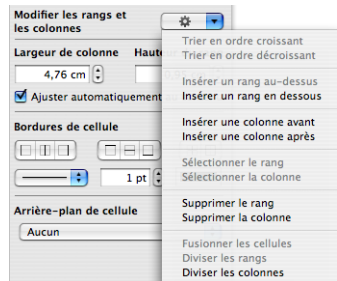 Modifier les rangs et
les colonnes
Largeur de colonne
Haute
4,76 cm
Ajuster automatiquement
Bordures de cellule
1 pt
Arrière-plan de cellule
Aucun
Trier en ordre croissant
Trier en ordre décroissant
Insérer un rang au-dessus
Insérer un rang en dessous
Insérer une colonne avant
Insérer une colonne après
Sélectionner le rang
Sélectionner la colonne
Supprimer le rang
Supprimer la colonne
Fusionner les cellules
Diviser les rangs
Diviser les colonnes